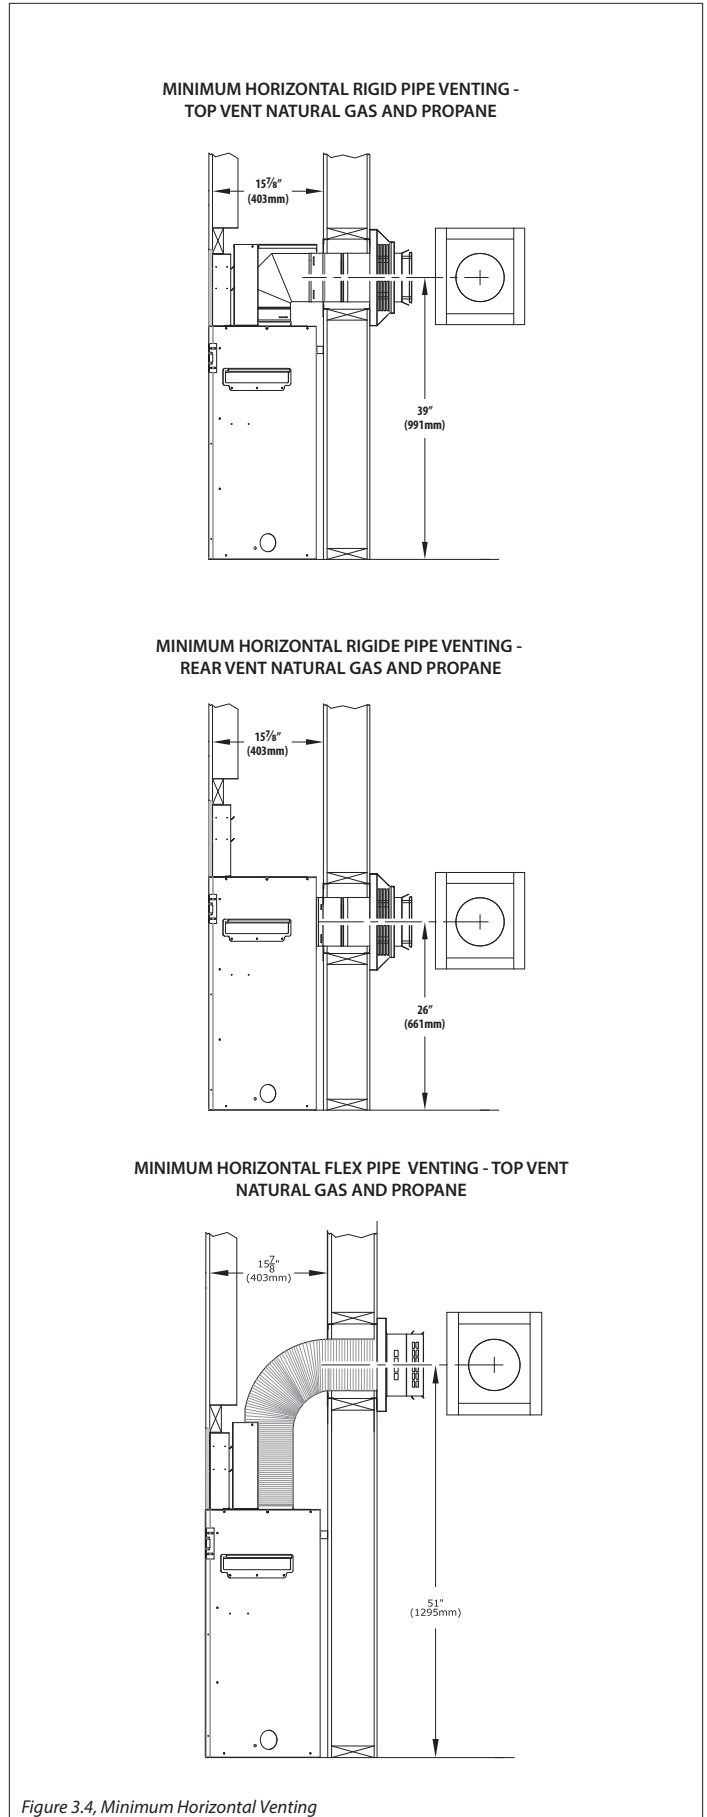 MINIMUM HORIZONTAL RIGID PIPE VENTING -
TOP VENT NATURAL GAS AND PROPANE
15⅞"
(403mm)
39"
(991mm)
MINIMUM HORIZONTAL RIGIDE PIPE VENTING -
REAR VENT NATURAL GAS AND PROPANE
15⅞"
(403mm)
26"
(661mm)
MINIMUM HORIZONTAL FLEX PIPE VENTING - TOP VENT
NATURAL GAS AND PROPANE
15⅞"
(403mm)
51"
(1295mm)
Figure 3.4, Minimum Horizontal Venting